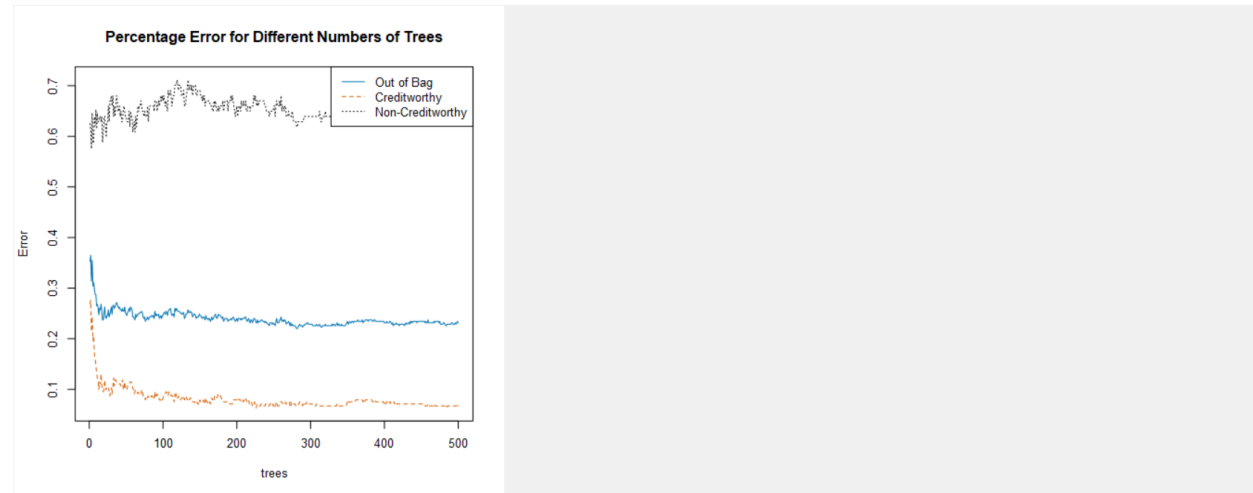 Percentage Error for Different Numbers of Trees
Out of Bag
Creditworthy
Non-Creditworthy
0.7
0.6
0.5
0.4
0.3
0.2
0.1
Error
0 100 200 300 400 500
trees